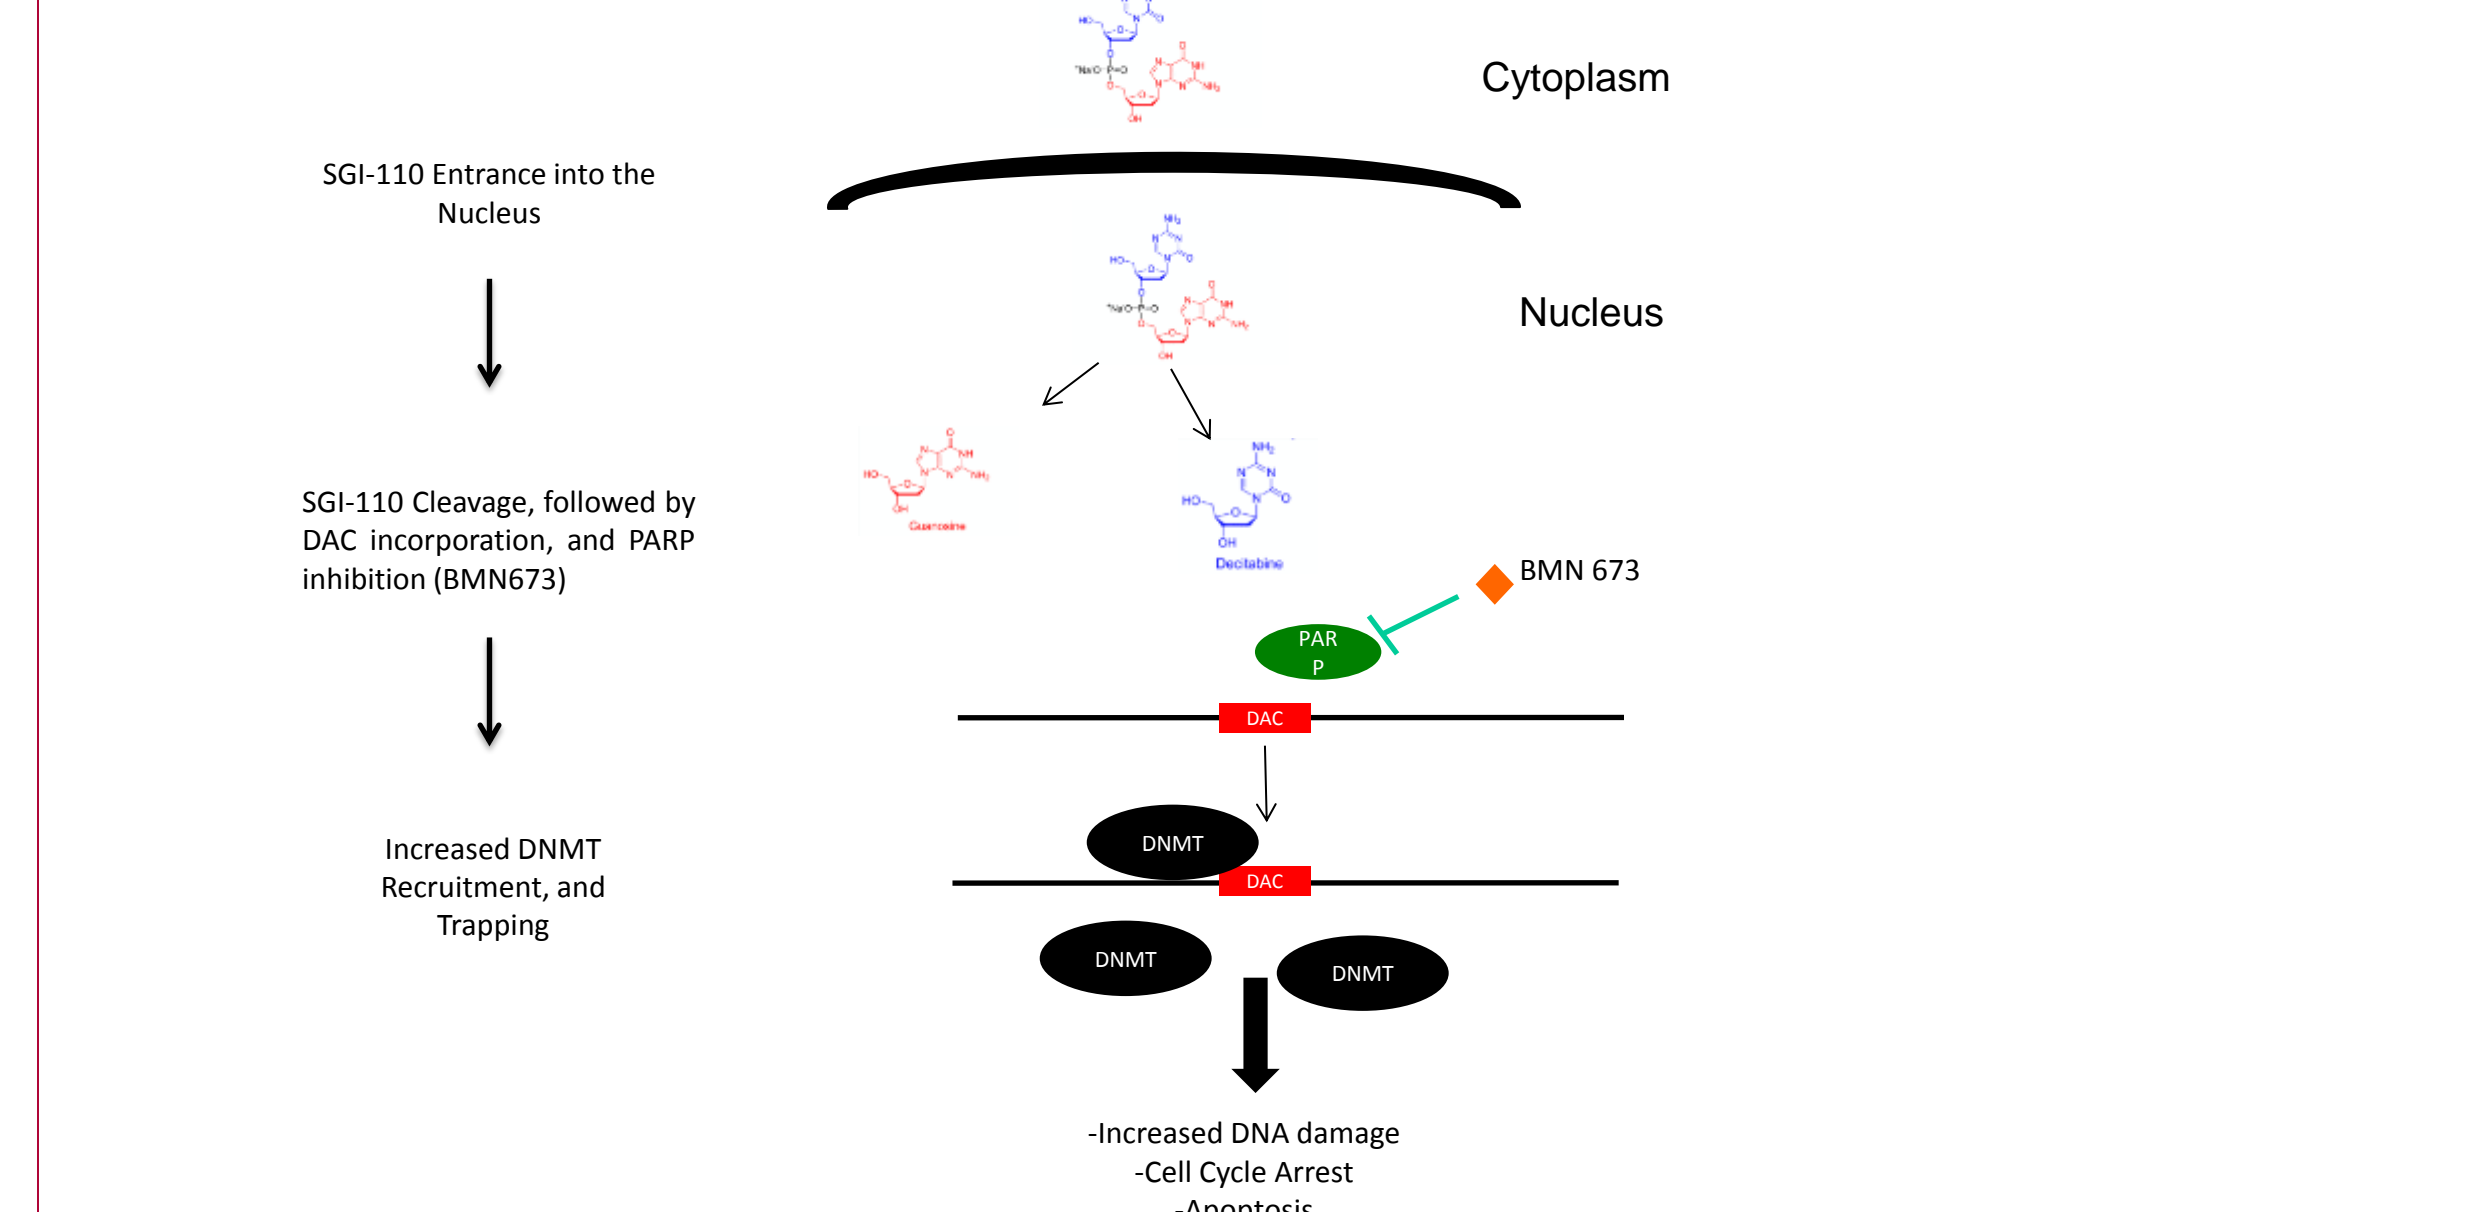 Cytoplasm
SGI-110 Entrance into the
Nucleus
Nucleus
SGI-110 Cleavage, followed by
DAC incorporation, and PARP
inhibition (BMN673)
Guanosine
Decitabine
BMN 673
PAR
P
DAC
Increased DNMT
Recruitment, and
Trapping
DNMT
DAC
DNMT
DNMT
-Increased DNA damage
-Cell Cycle Arrest
-Apoptosis